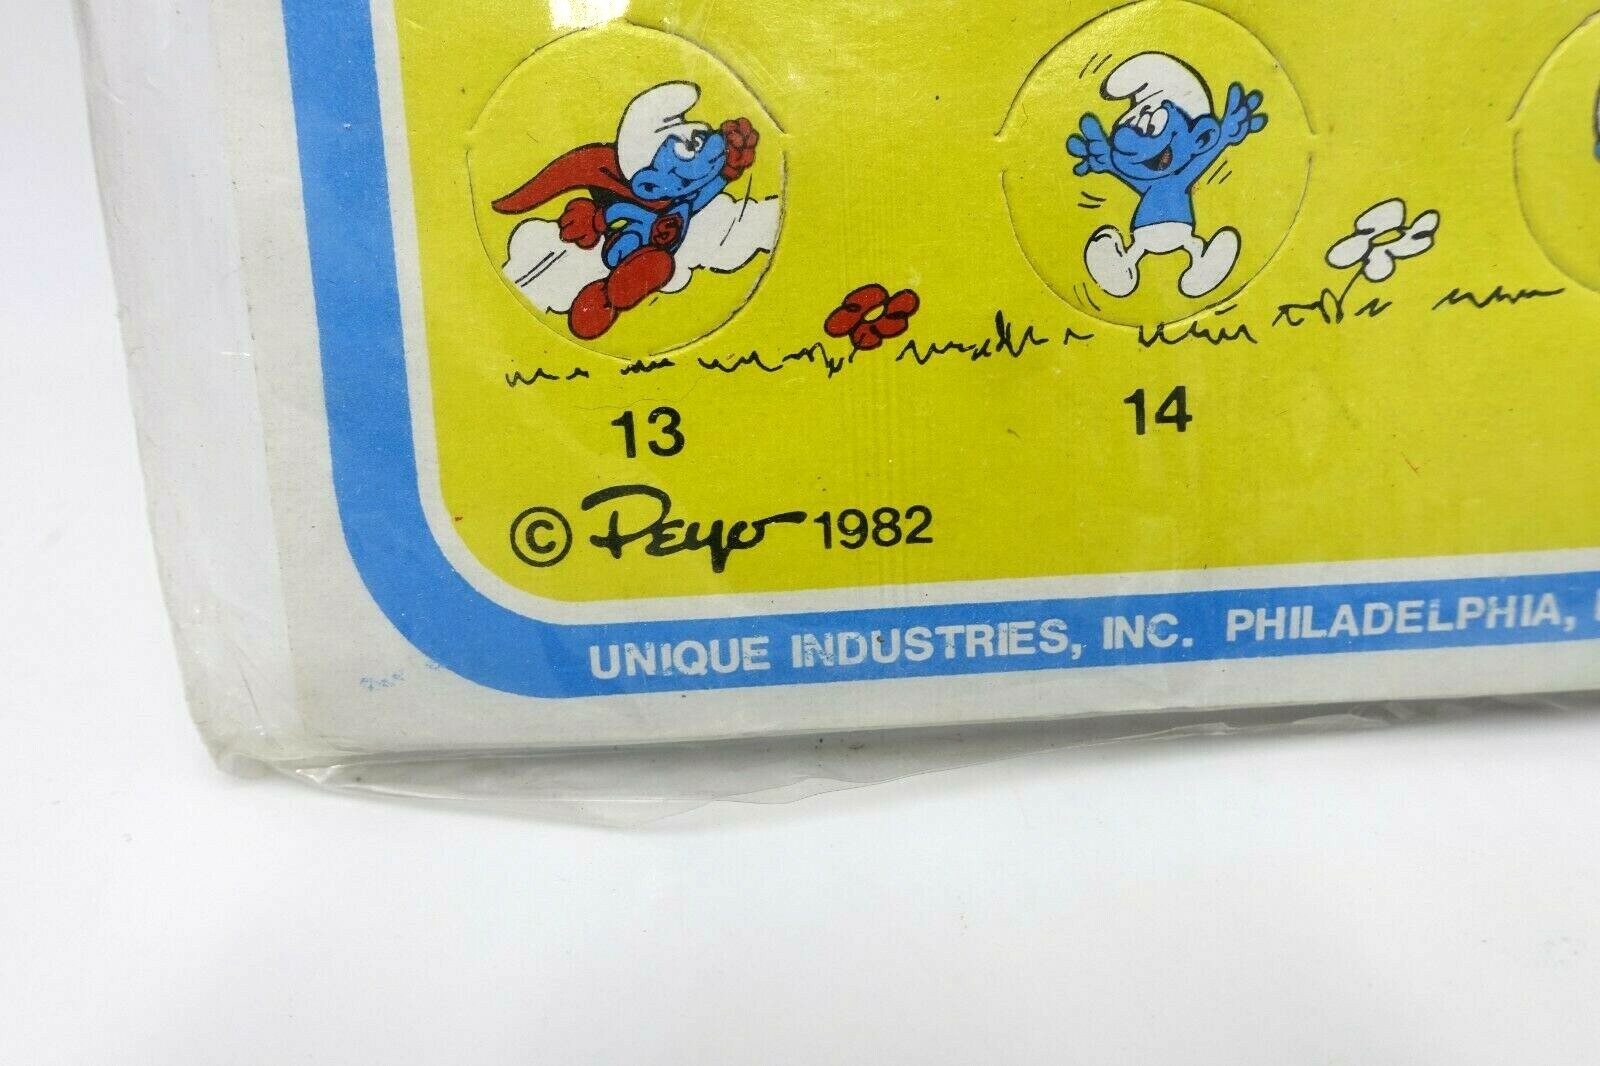 S
13 14
© Peyo 1982
UNIQUE INDUSTRIES, INC. PHILADELPHIA,